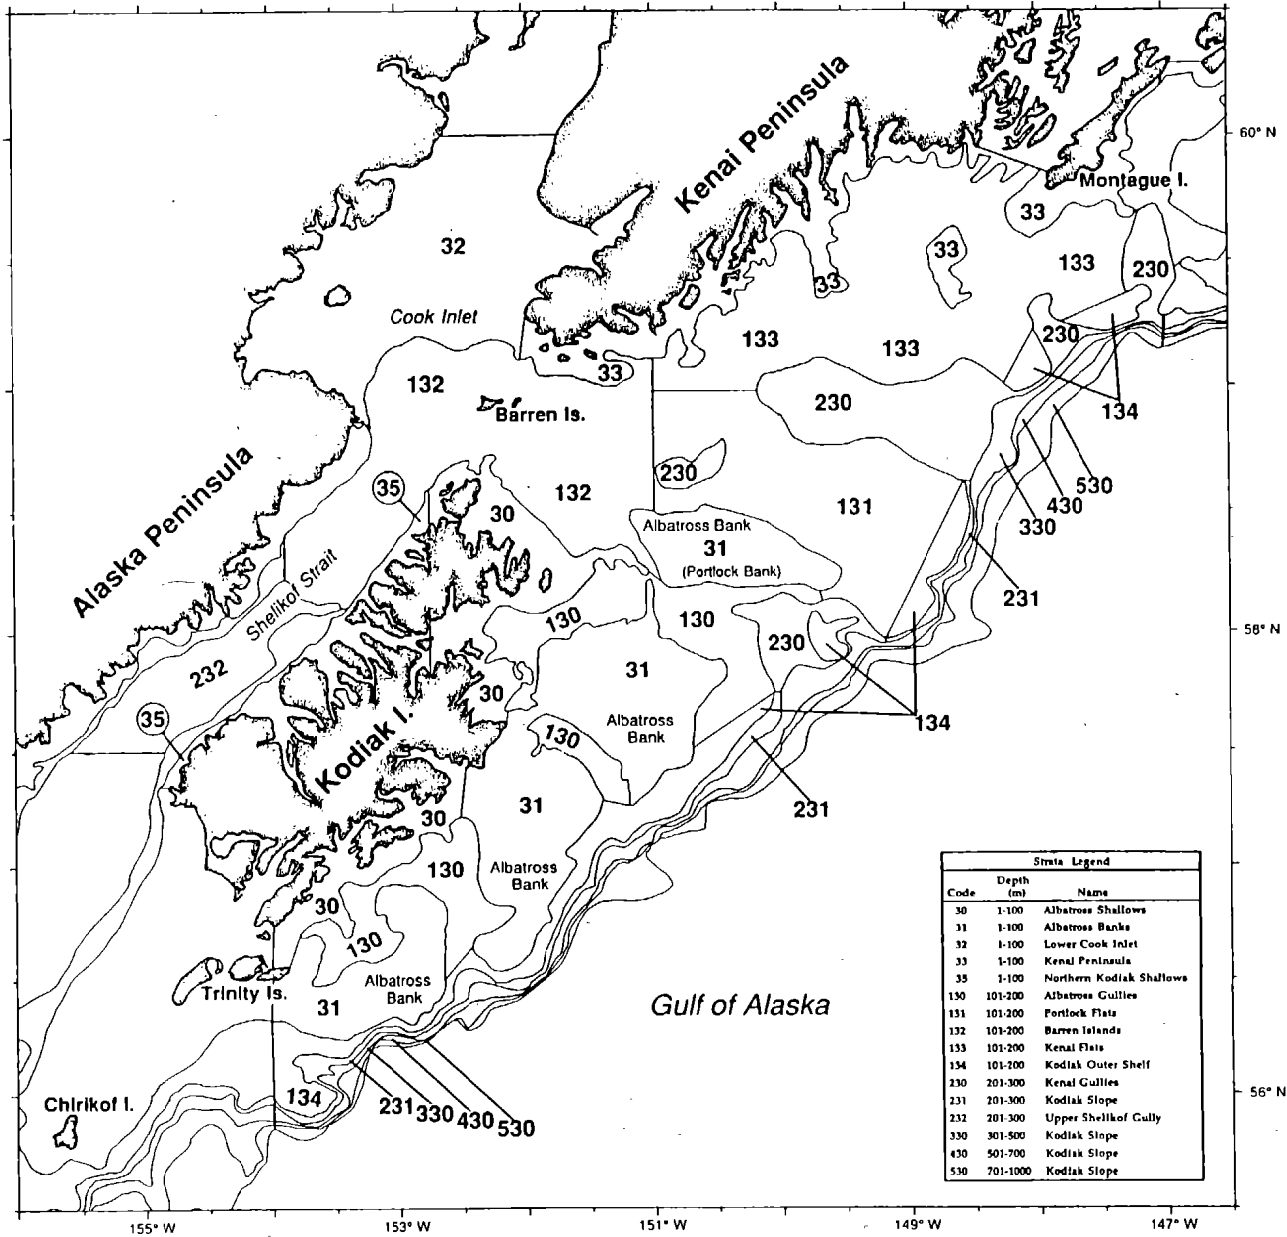 60° N
Kenai Peninsula
Montague I.
33
32
33
133
230
33
Cook Inlet
133
133
230
132
33
Barren Is.
230
134
Alaska Peninsula
35
230
132
30
131
530
430
330
Albatross Bank
31
(Portlock Bank)
Shelikof Strait
231
130
130
58° N
230
232
31
30
35
Albatross
Bank
134
130
Kodiak I.
231
31
30
130
Albatross
Bank
30
130
Albatross
Bank
Trinity Is.
31
Gulf of Alaska
134
231
330
430
530
Chirikof I.
56° N
Strata Legend
Code Depth (m) Name
30 1-100 Albatross Shallows
31 1-100 Albatross Banks
32 1-100 Lower Cook Inlet
33 1-100 Kenai Peninsula
35 1-100 Northern Kodiak Shallows
130 101-200 Albatross Gullies
131 101-200 Portlock Flats
132 101-200 Barren Islands
133 101-200 Kenai Flats
134 101-200 Kodiak Outer Shelf
230 201-300 Kenai Gullies
231 201-300 Kodiak Slope
232 201-300 Upper Shelikof Gully
330 301-500 Kodiak Slope
430 501-700 Kodiak Slope
530 701-1000 Kodiak Slope
155° W
153° W
151° W
149° W
147° W